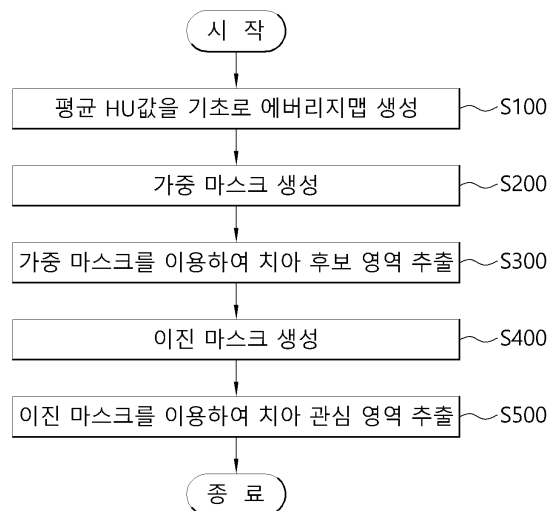 시 작
평균 HU값을 기초로 에버리지맵 생성
S100
가중 마스크 생성
S200
가중 마스크를 이용하여 치아 후보 영역 추출
S300
이진 마스크 생성
S400
이진 마스크를 이용하여 치아 관심 영역 추출
S500
종 료